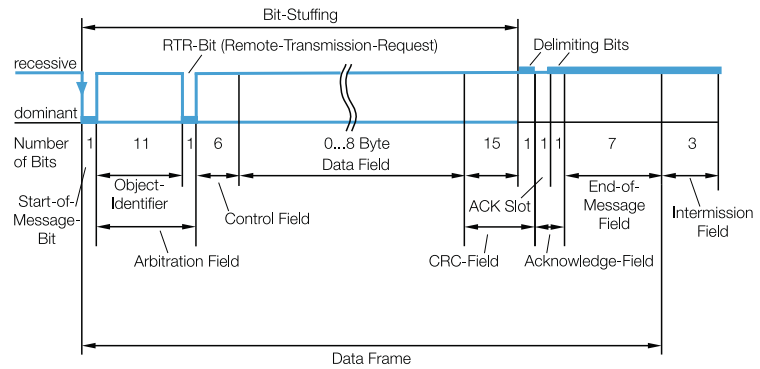 Bit-Stuffing
RTR-Bit (Remote-Transmission-Request)
Delimiting Bits
recessive
dominant
Number
of Bits
1 11 1 6 0...8 Byte 15 1 1 1 7 3
Data Field
Start-of-
Message-
Bit
Object-
Identifier
Control Field
ACK Slot
End-of-
Message
Field
Intermission
Field
Arbitration Field
CRC-Field
Acknowledge-Field
Data Frame